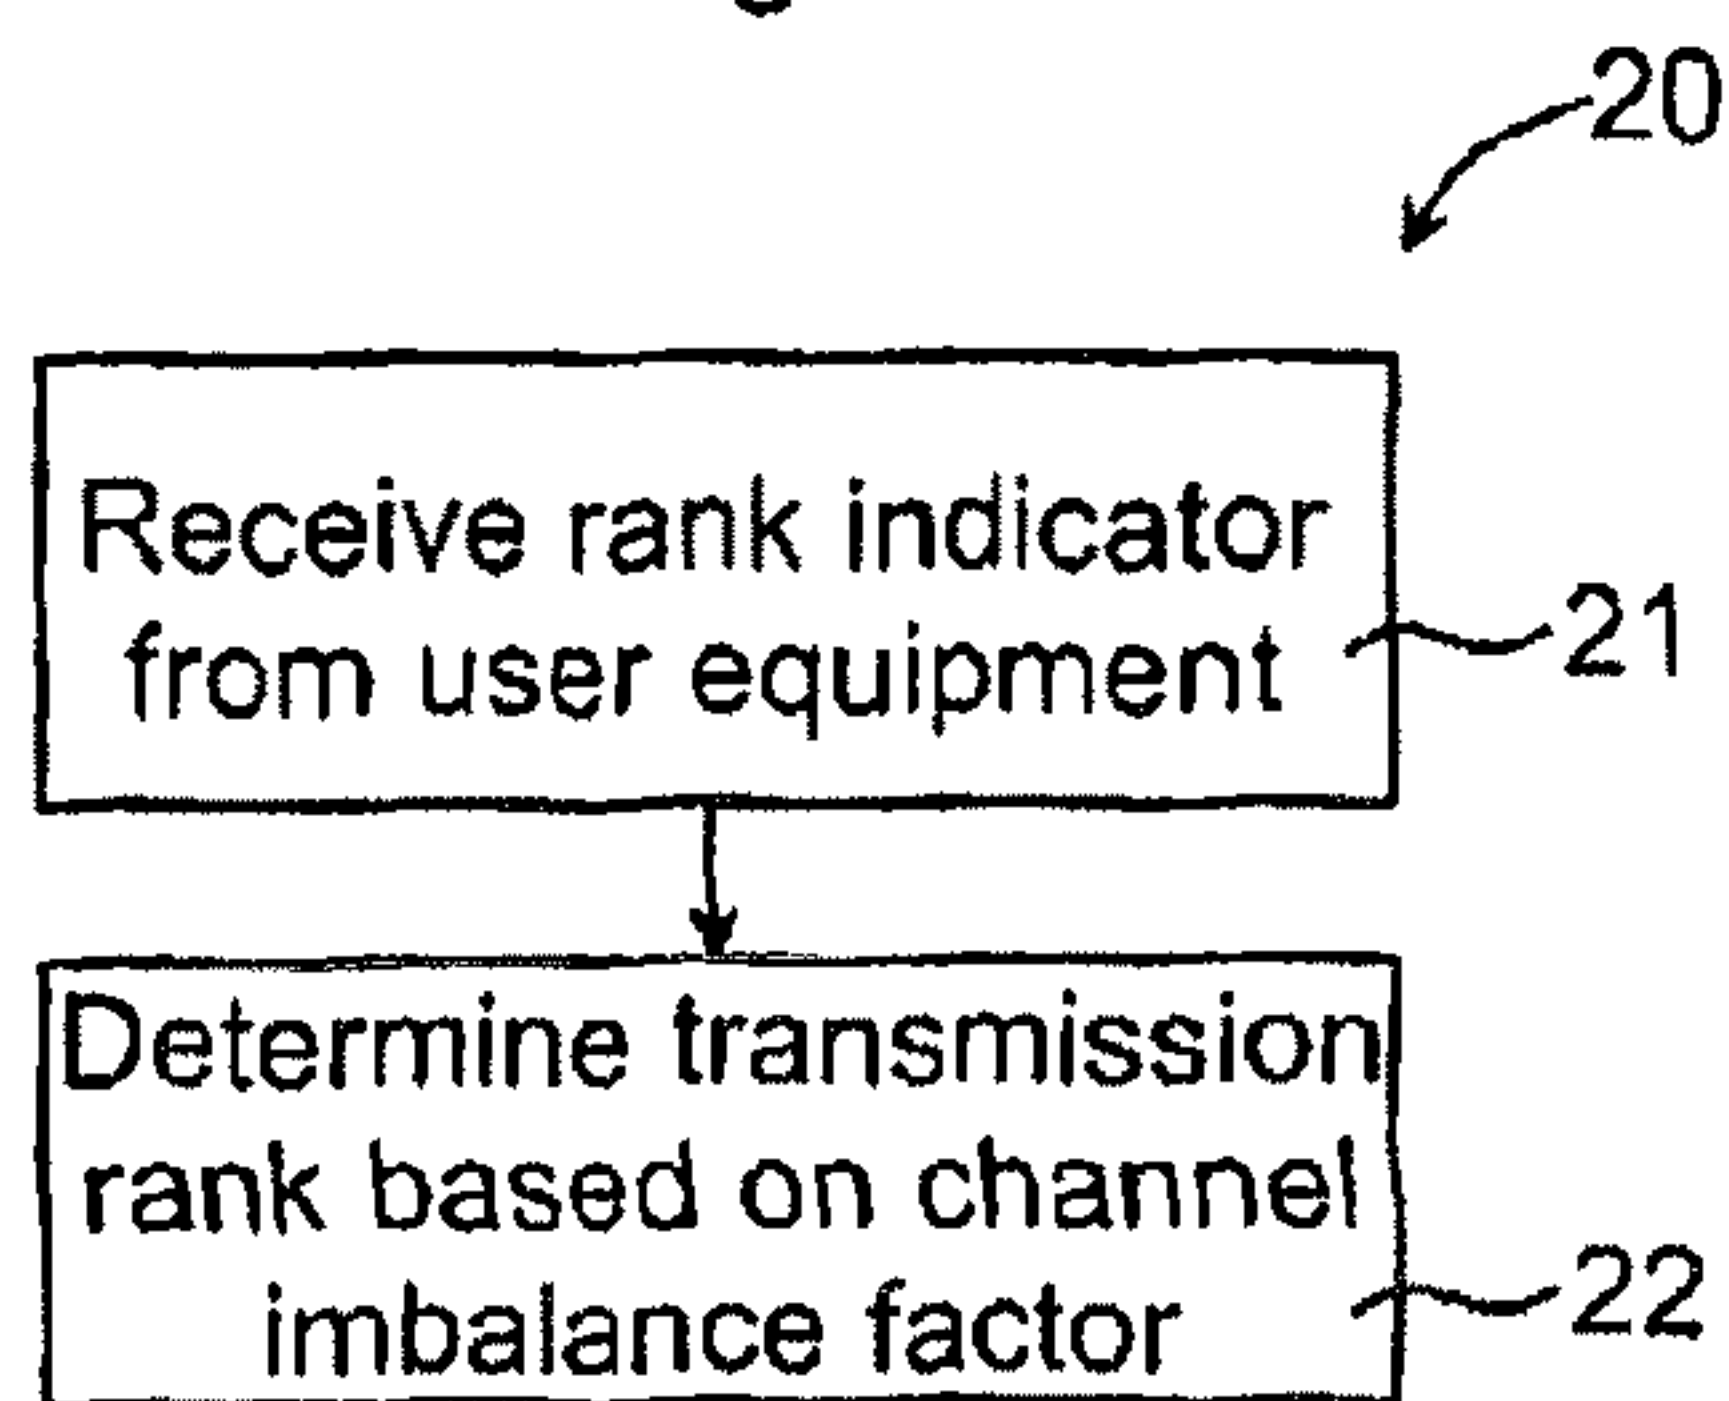 20
Receive rank indicator
from user equipment
21
Determine transmission
rank based on channel
imbalance factor
22